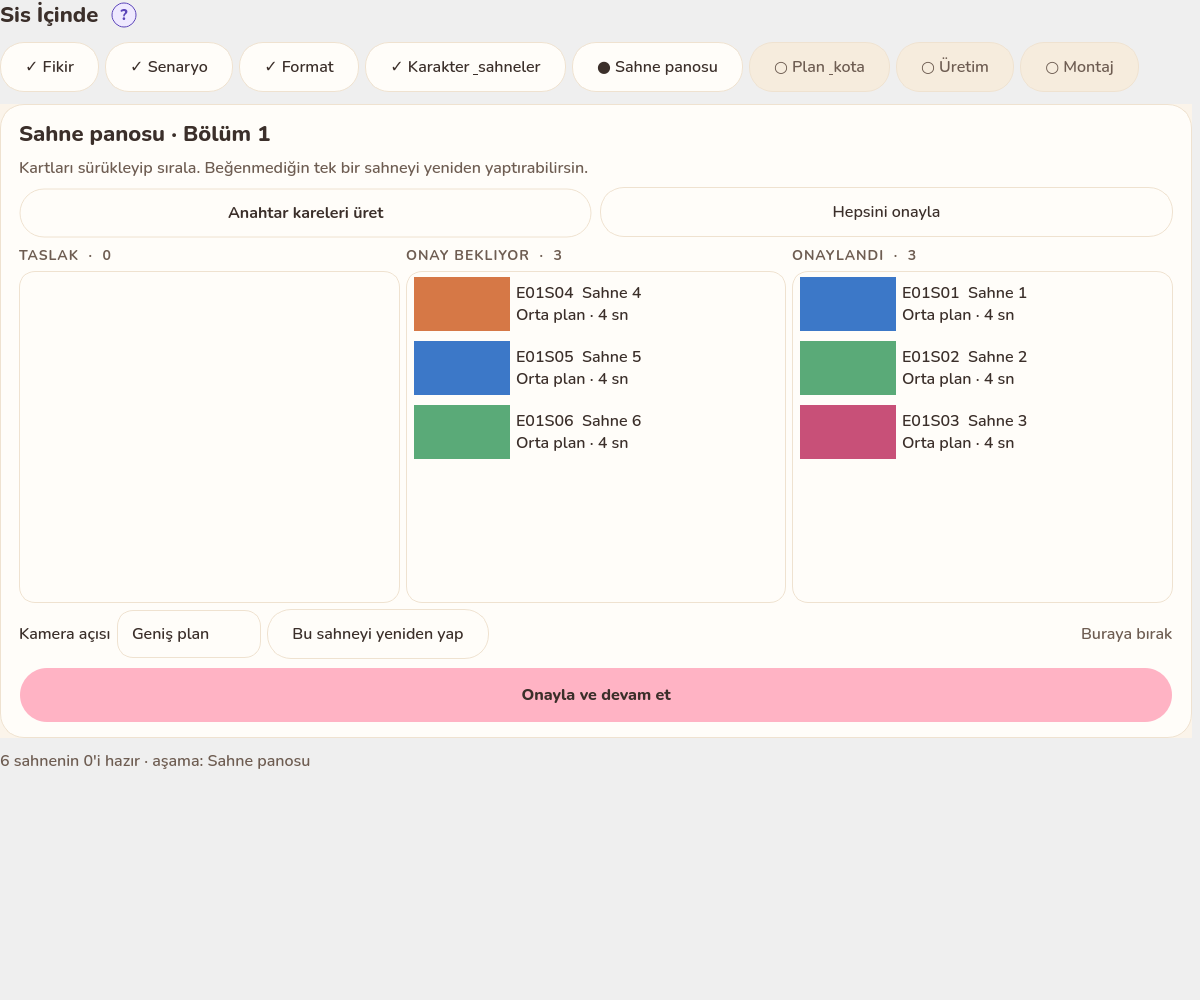 Sis İçinde ?
✓ Fikir ✓ Senaryo ✓ Format ✓ Karakter _sahneler ● Sahne panosu ○ Plan _kota ○ Üretim ○ Montaj
Sahne panosu · Bölüm 1
Kartları sürükleyip sırala. Beğenmediğin tek bir sahneyi yeniden yaptırabilirsin.
Anahtar kareleri üret Hepsini onayla
TASLAK · 0
ONAY BEKLIYOR · 3
E01S04 Sahne 4
Orta plan · 4 sn
E01S05 Sahne 5
Orta plan · 4 sn
E01S06 Sahne 6
Orta plan · 4 sn
ONAYLANDI · 3
E01S01 Sahne 1
Orta plan · 4 sn
E01S02 Sahne 2
Orta plan · 4 sn
E01S03 Sahne 3
Orta plan · 4 sn
Kamera açısı Geniş plan Bu sahneyi yeniden yap Buraya bırak
Onayla ve devam et
6 sahnenin 0'i hazır · aşama: Sahne panosu